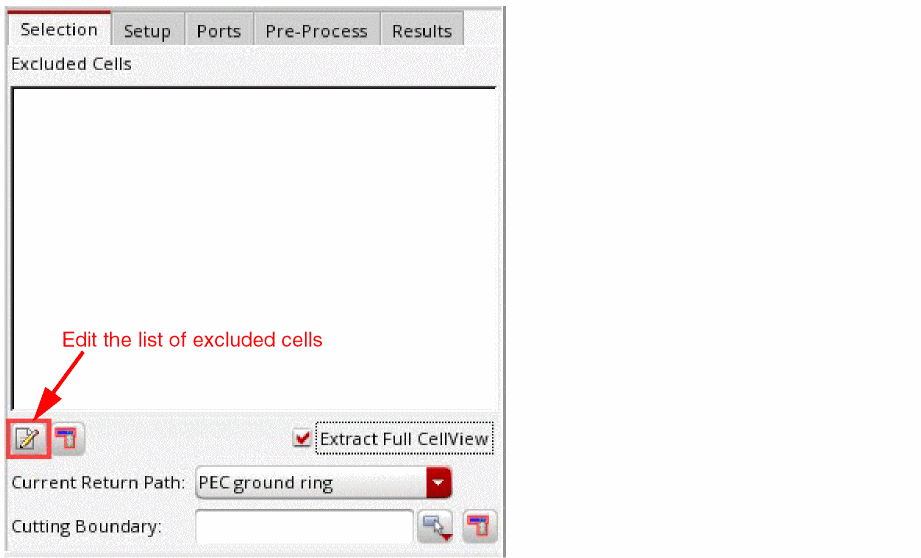 Selection Setup Ports Pre-Process Results
Excluded Cells
Edit the list of excluded cells
Extract Full CellView
Current Return Path: PEC ground ring
Cutting Boundary: